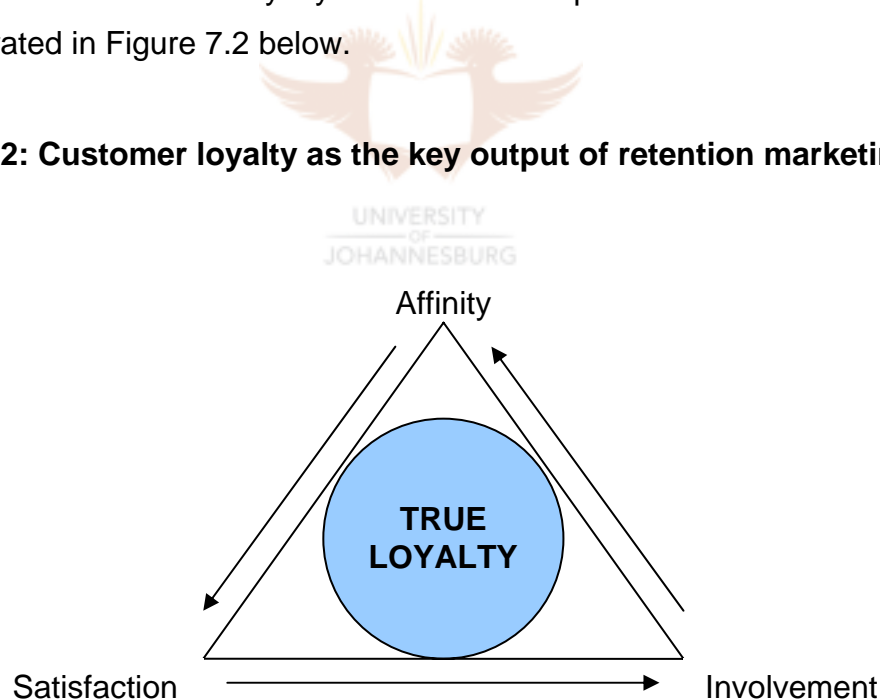 ated in Figure 7.2 below.
2: Customer loyalty as the key output of retention marketin
UNIVERSITY
OF
JOHANNESBURG
Affinity
TRUE
LOYALTY
Satisfaction
Involvement